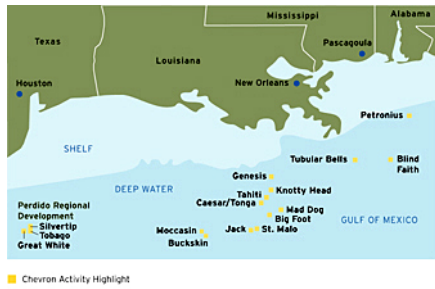 Mississippi
Alabama
Texas
Pascagoula
Louisiana
Houston
New Orleans
Petronius
SHELF
Tubular Bells
Blind
Faith
Genesis
DEEP WATER
Knotty Head
Tahiti
Caesar/Tonga
Perdido Regional
Development
Mad Dog
Big Foot
GULF OF MEXICO
Silvertip
Tobago
Great White
Moccasin
Buckskin
Jack
St. Malo
Chevron Activity Highlight